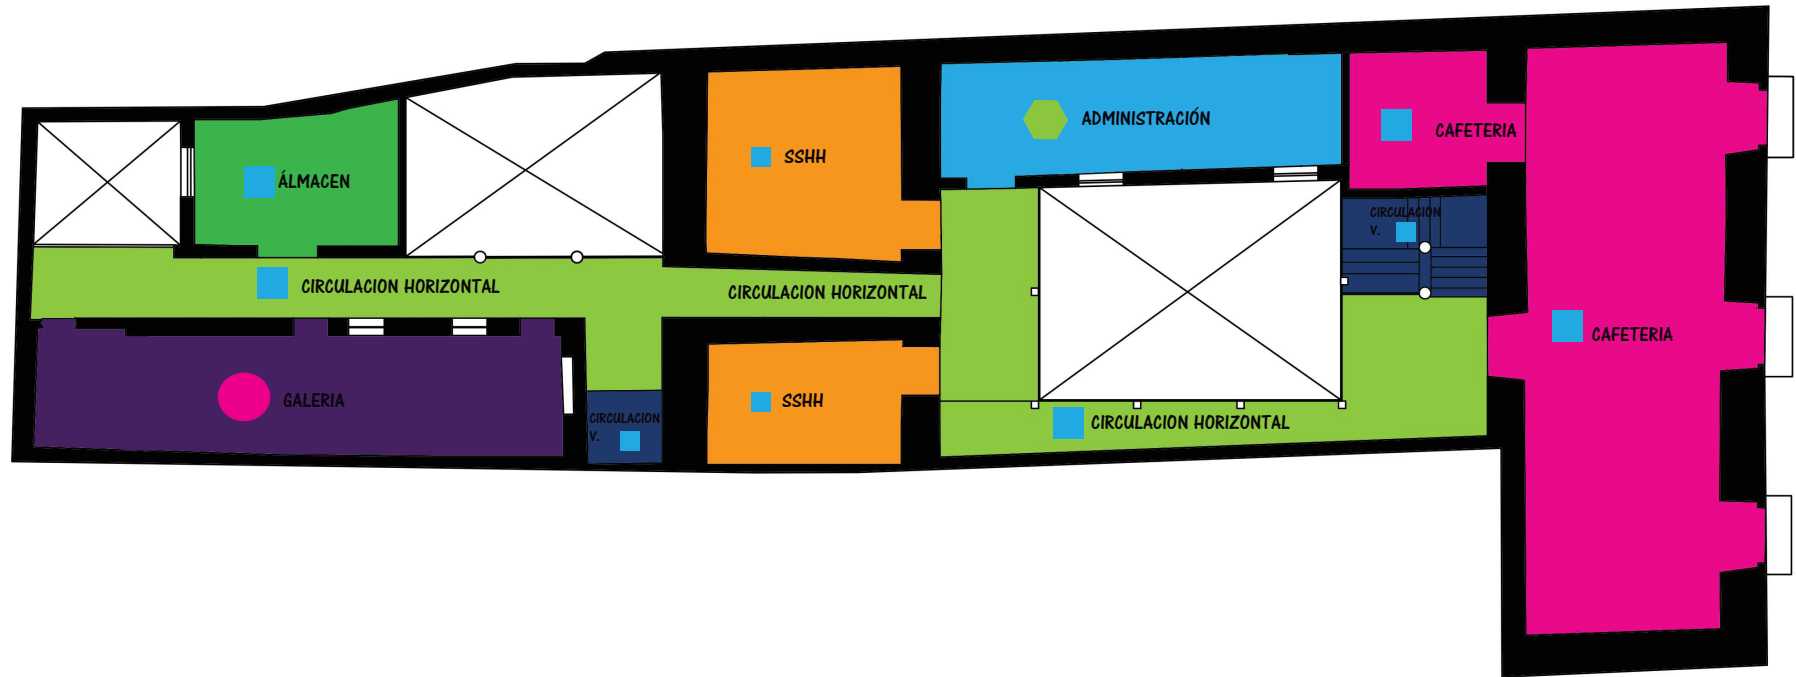 ADMINISTRACIÓN
CAFETERIA
SSHH
ÁLMACEN
CIRCULACION
V.
CIRCULACION HORIZONTAL
CIRCULACION HORIZONTAL
CAFETERIA
GALERIA
SSHH
CIRCULACION
V.
CIRCULACION HORIZONTAL